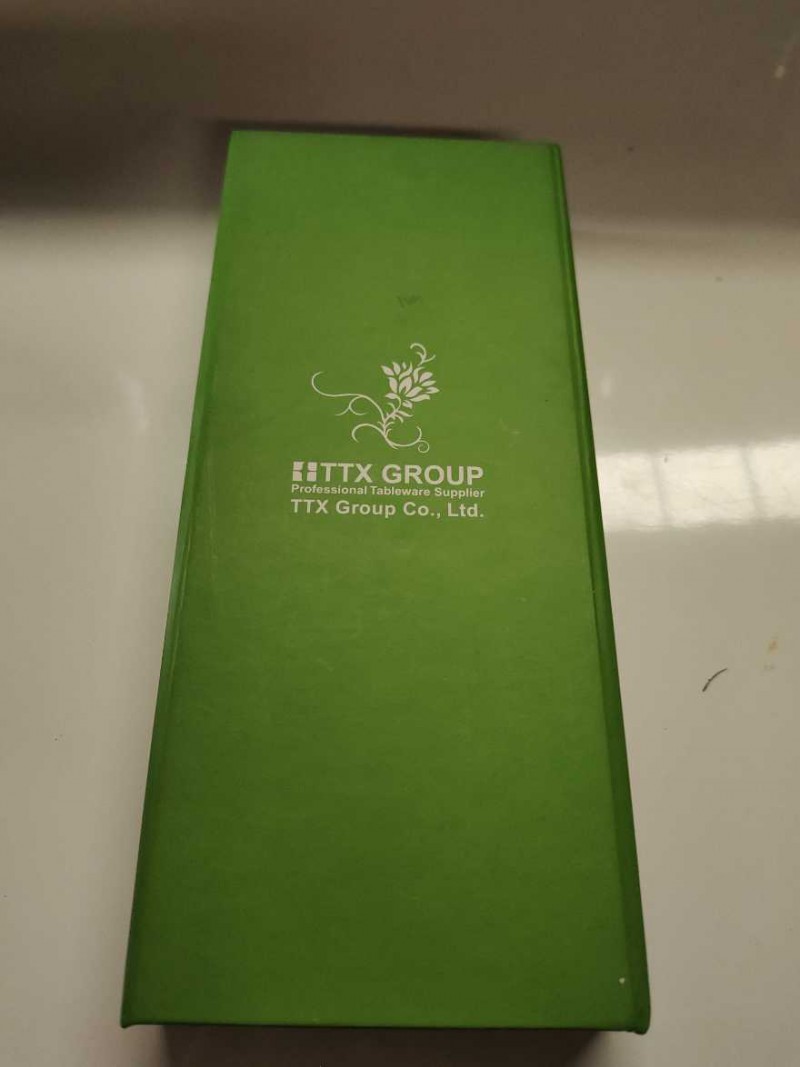 TTX GROUP
Professional Tableware Supplier
TTX Group Co., Ltd.